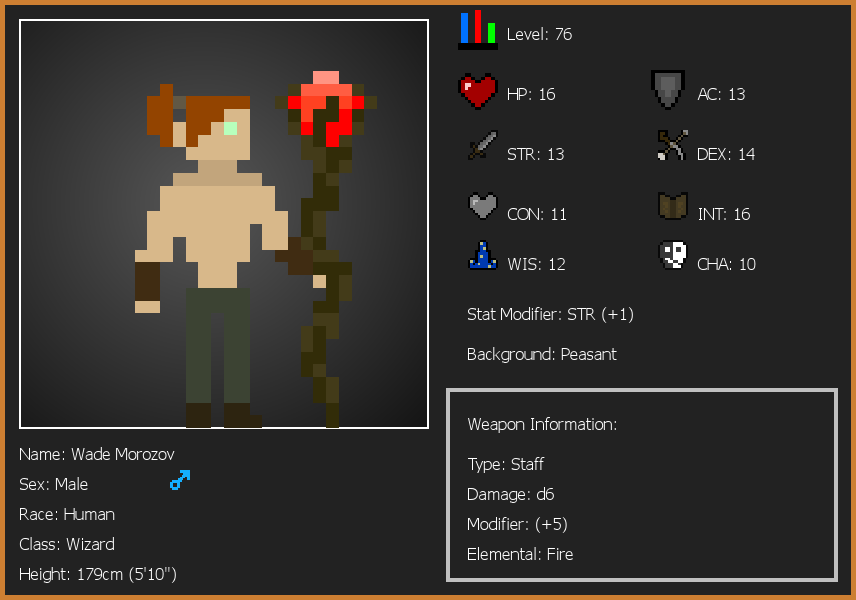 Level: 76
HP: 16
AC: 13
STR: 13
DEX: 14
CON: 11
INT: 16
WIS: 12
CHA: 10
Stat Modifier: STR (+1)
Background: Peasant
Weapon Information:
Type: Staff
Damage: d6
Modifier: (+5)
Elemental: Fire
Name: Wade Morozov
Sex: Male
Race: Human
Class: Wizard
Height: 179cm (5'10")